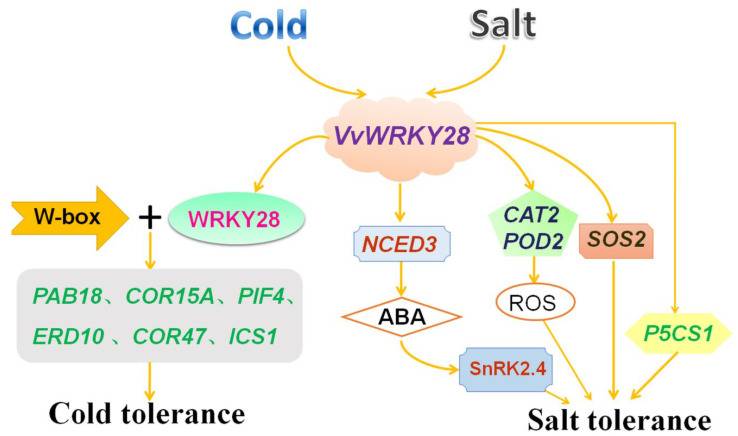 Cold
Salt
VvWRKY28
W-box
+
WRKY28
NCED3
CAT2
POD2
SOS2
PAB18、COR15A、PIF4、
ERD10 、COR47、ICS1
ABA
ROS
P5CS1
SnRK2.4
Cold tolerance
Salt tolerance